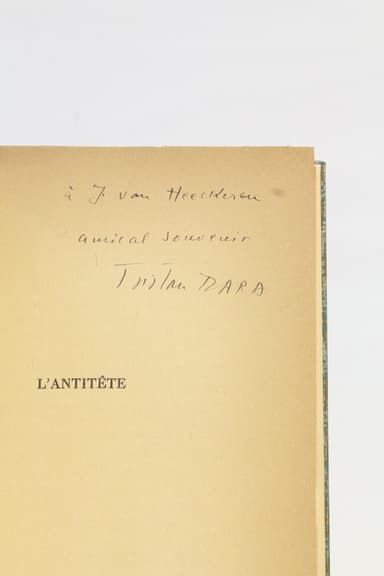 à J. van Heeckeren
amical souvenir
Tristan TZARA
L'ANTITÊTE